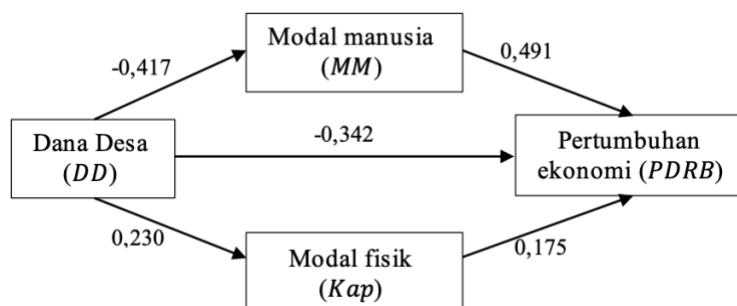 Modal manusia
(MM)
-0,417
0,491
Dana Desa
(DD)
-0,342
Pertumbuhan
ekonomi (PDRB)
0,230
0,175
Modal fisik
(Kap)